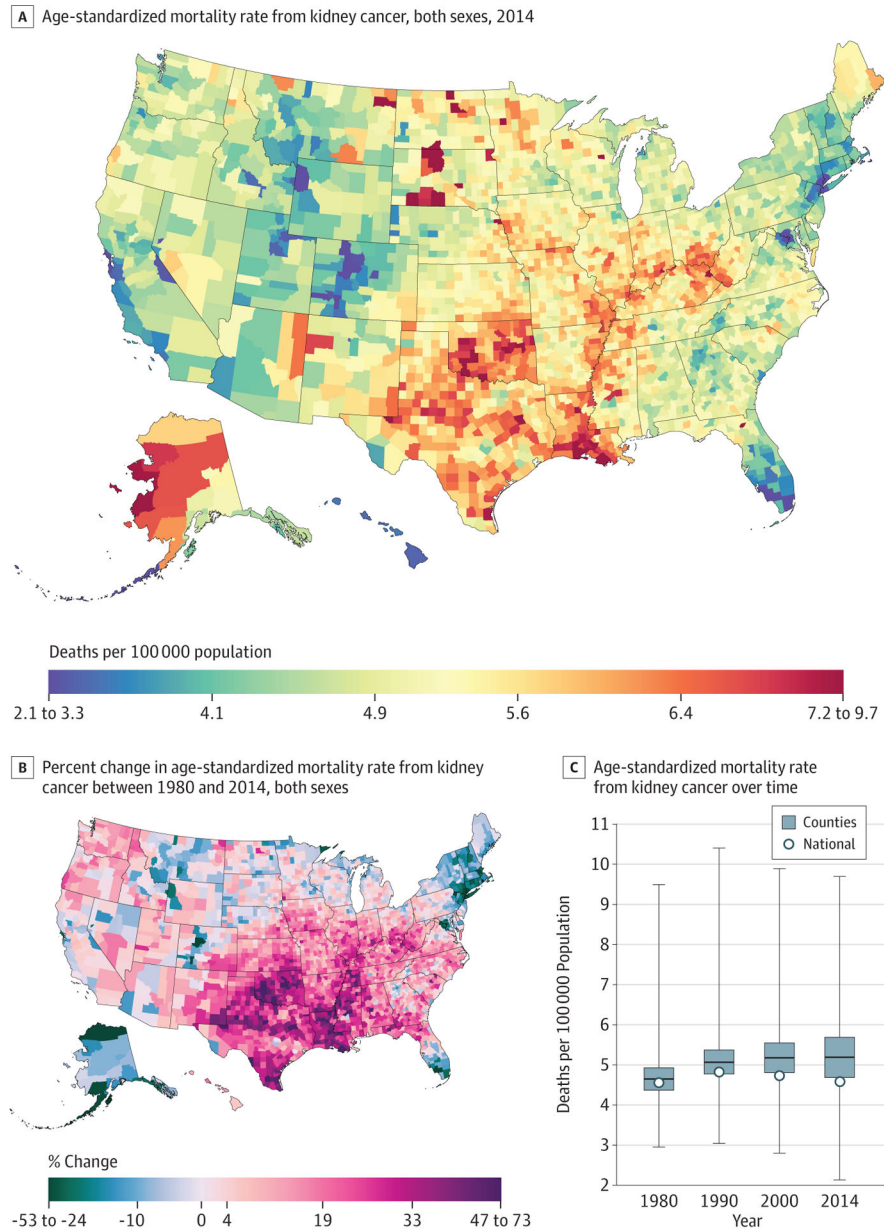 A Age-standardized mortality rate from kidney cancer, both sexes, 2014
Deaths per 100 000 population
2.1 to 3.3 4.1 4.9 5.6 6.4 7.2 to 9.7
B Percent change in age-standardized mortality rate from kidney
cancer between 1980 and 2014, both sexes
% Change
-53 to -24 -10 0 4 19 33 47 to 73
C Age-standardized mortality rate
from kidney cancer over time
Counties
National
Deaths per 100 000 Population
11
10
9
8
7
6
5
4
3
2
1980 1990 2000 2014
Year